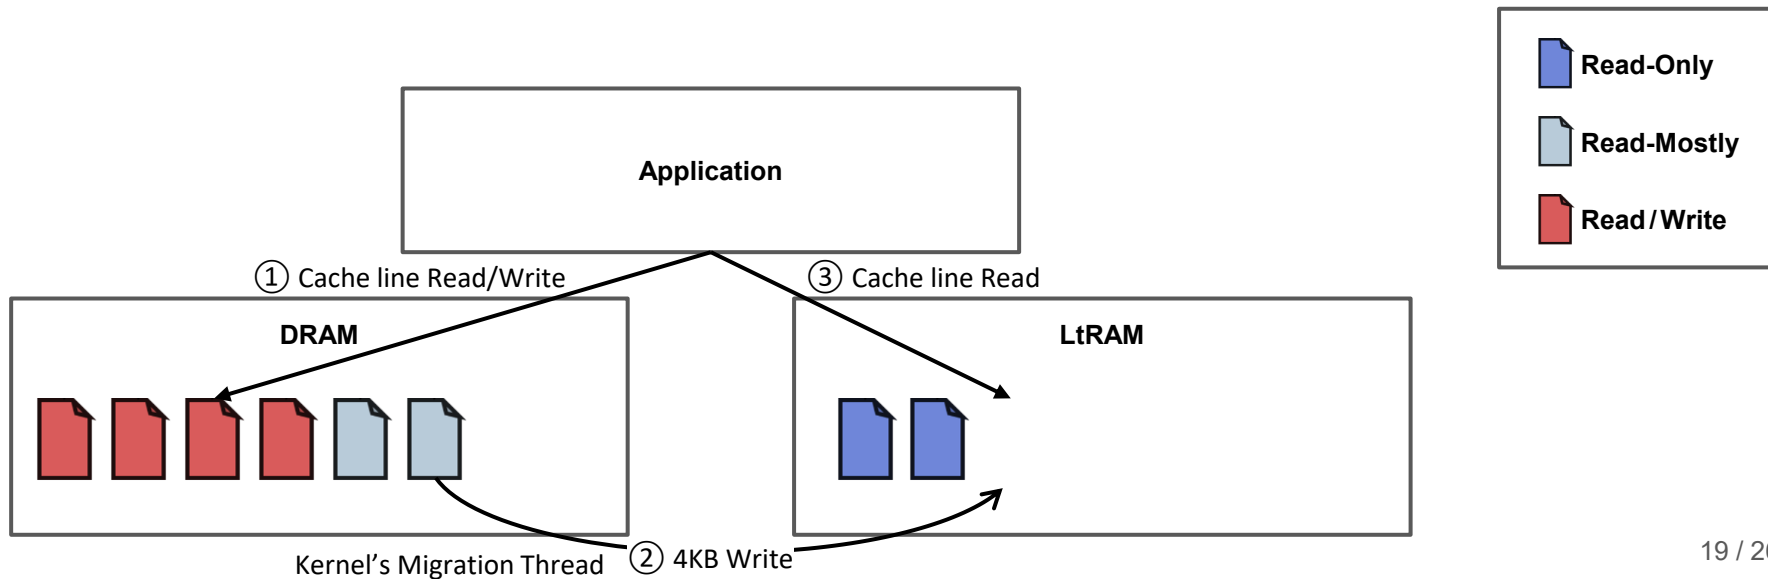 Read-Only
Read-Mostly
Read/Write
Application
① Cache line Read/Write
③ Cache line Read
DRAM
LtRAM
Kernel's Migration Thread
② 4KB Write
19 /